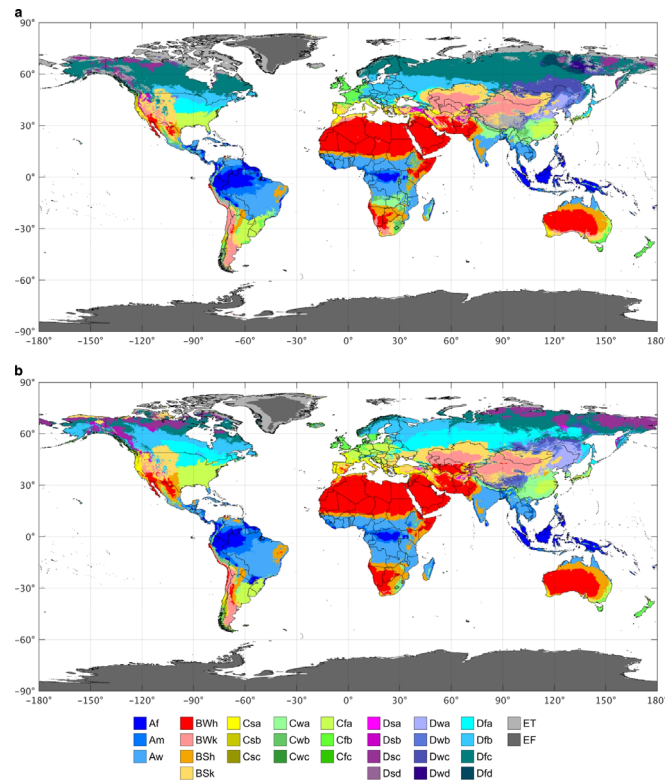 a
90°
60°
30°
0°
−30°
−60°
−90°
−180° −150° −120° −90° −60° −30° 0° 30° 60° 90° 120° 150° 180°
b
90°
60°
30°
0°
−30°
−60°
−90°
−180° −150° −120° −90° −60° −30° 0° 30° 60° 90° 120° 150° 180°
Af BWh Csa Cwa Cfa Dsa Dwa Dfa ET
Am BWk Csb Cwb Cfb Dsb Dwb Dfb EF
Aw BSh Csc Cwc Cfc Dsc Dwc Dfc
BSk Dsd Dwd Dfd